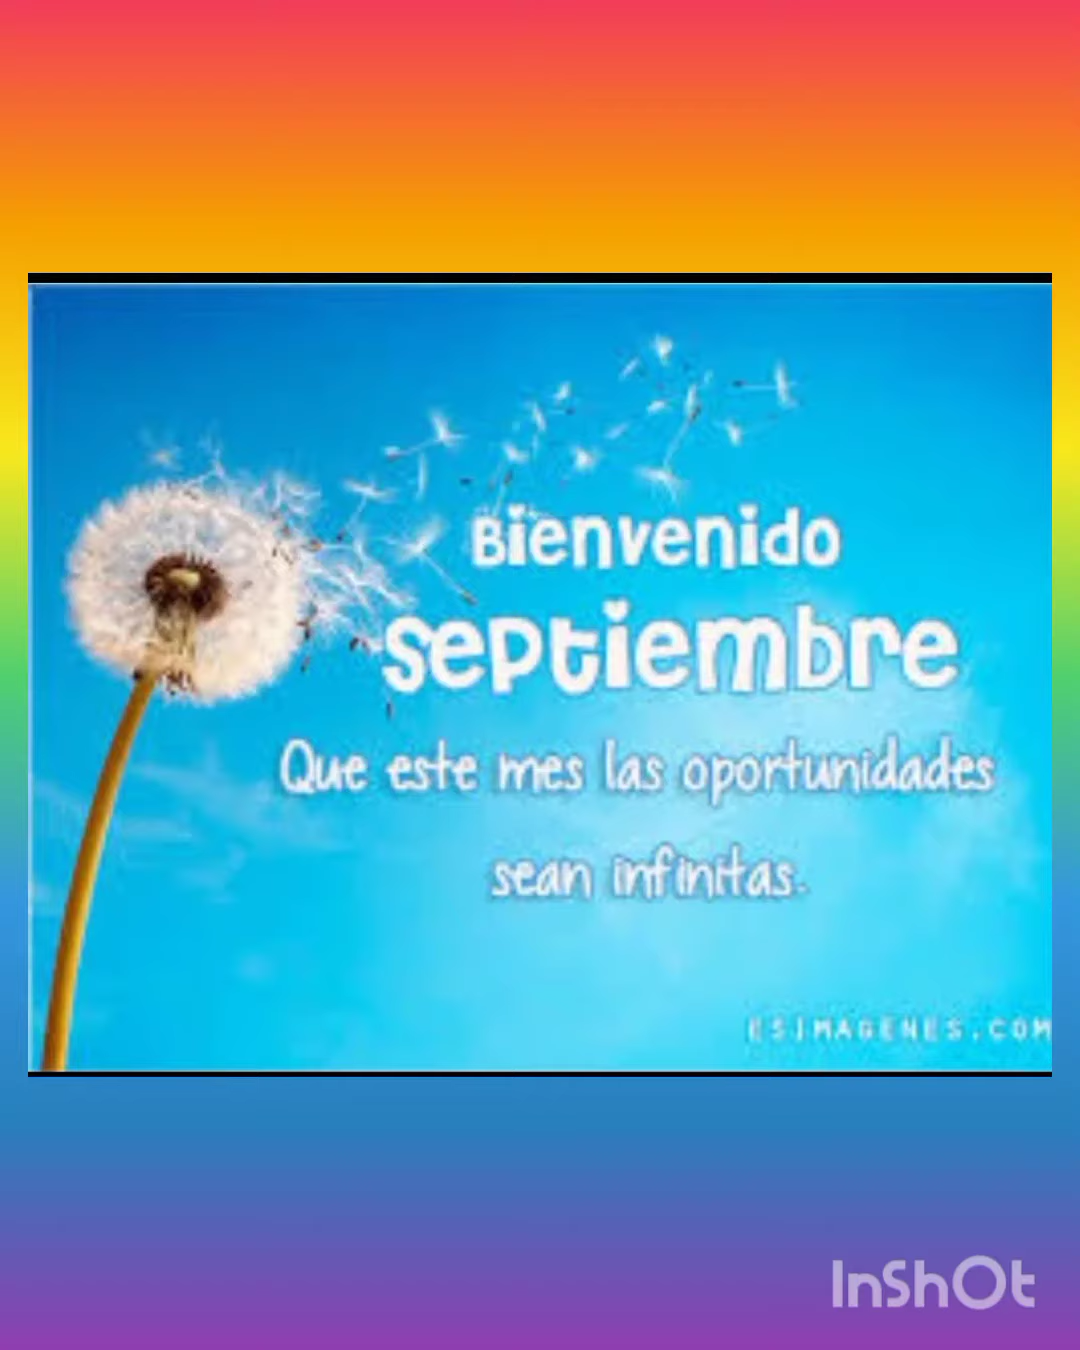 Bienvenido
septiembre
Que este mes las oportunidades
sean infinitas.
ESIMAGENES.COM
InShOt